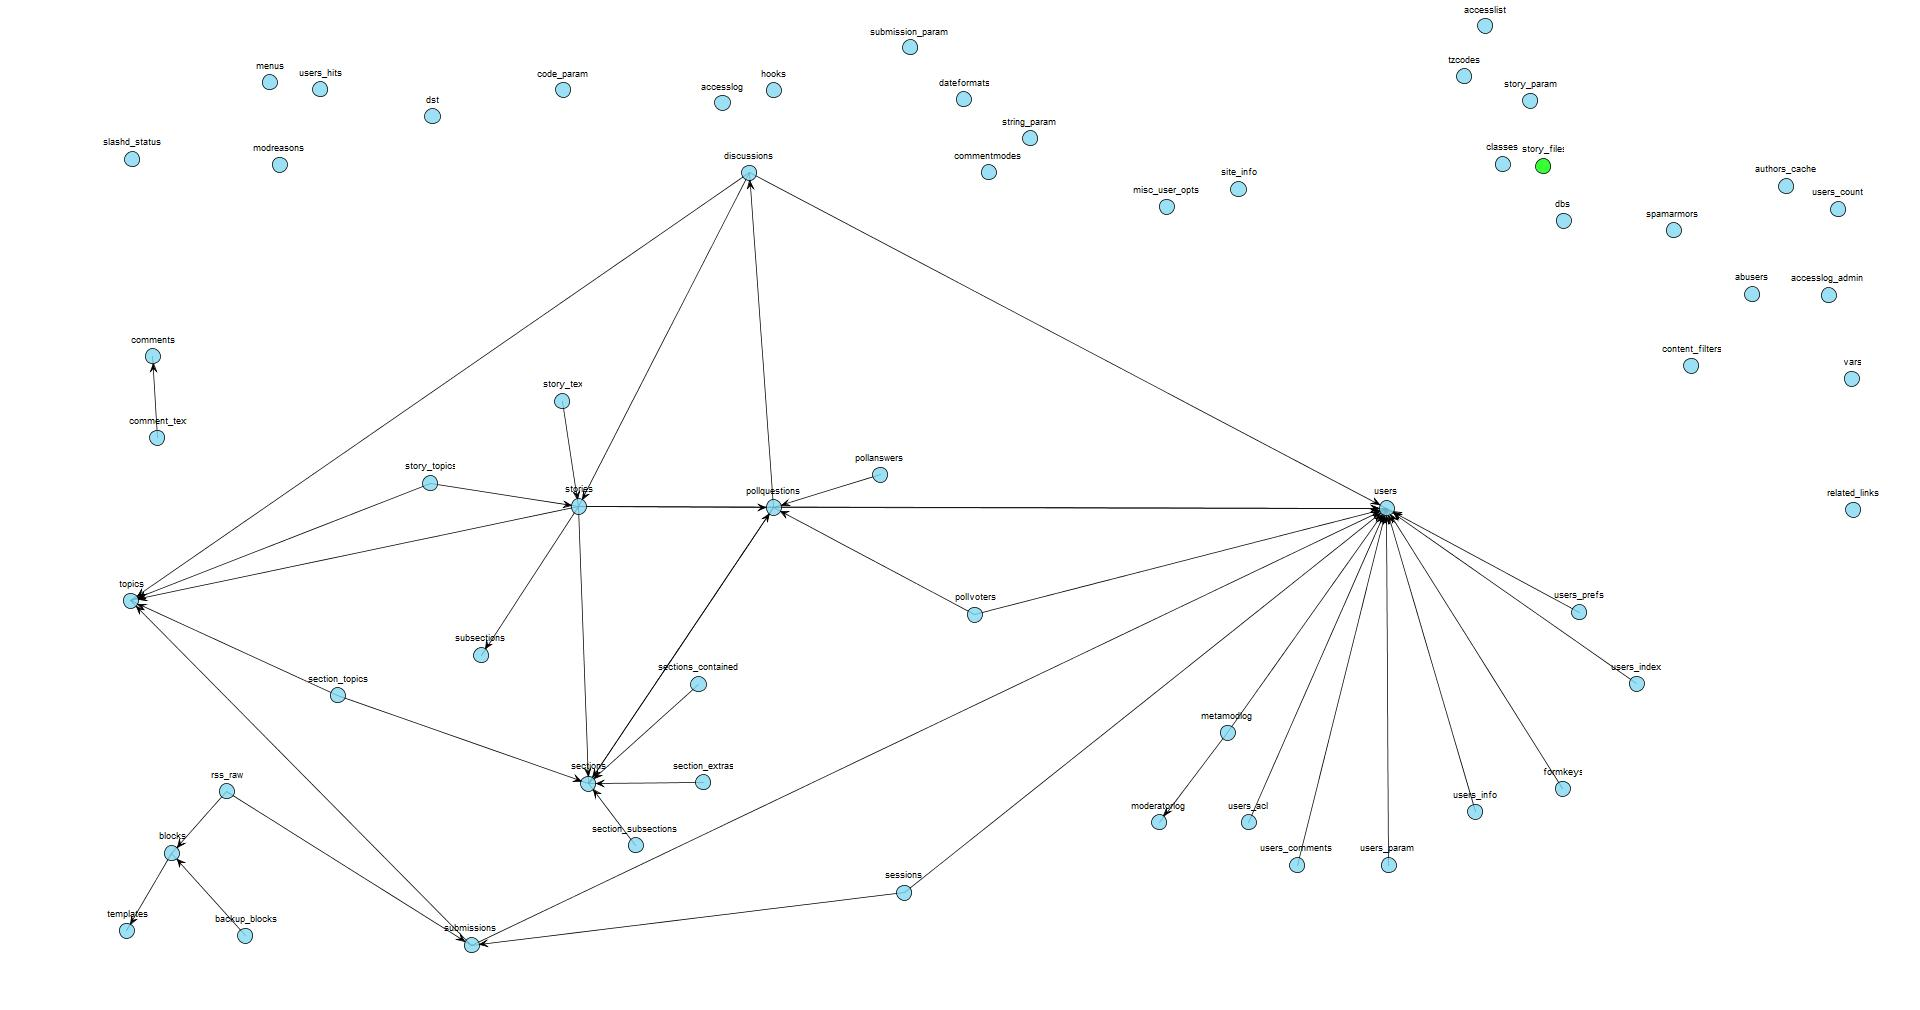 accesslist
submission_param
tzcodes
menus
users_hits
code_param
accesslog
hooks
dateformats
story_param
dst
string_param
slashd_status
modreasons
discussions
commentmodes
classes
story_files
site_info
misc_user_opts
authors_cache
users_count
dbs
spamarmors
abusers
accesslog_admin
comments
content_filters
vars
story_tex
comment_tex
story_topics
pollanswers
stories
pollquestions
users
related_links
topics
pollvoters
users_prefs
subsections
sections_contained
users_index
section_topics
metamodlog
sections
section_extras
rss_raw
formkeys
users_info
moderatorlog
users_acl
blocks
section_subsections
users_comments
users_param
sessions
templates
backup_blocks
submissions